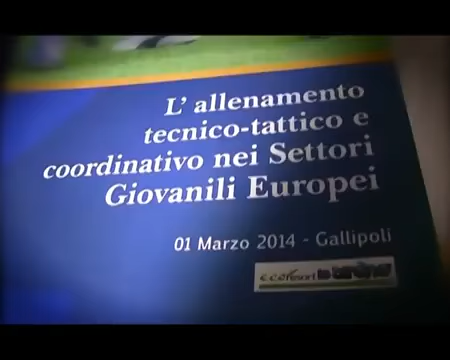 L' allenamento
tecnico-tattico e
coordinativo nei Settori
Giovanili Europei
01 Marzo 2014 - Gallipoli